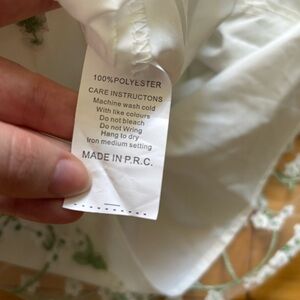 100%POLYESTER
CARE INSTRUCTONS
Machine wash cold
With like colours
Do not bleach
Do not Wring
Hang to dry
Iron medium setting
MADE IN P.R.C.